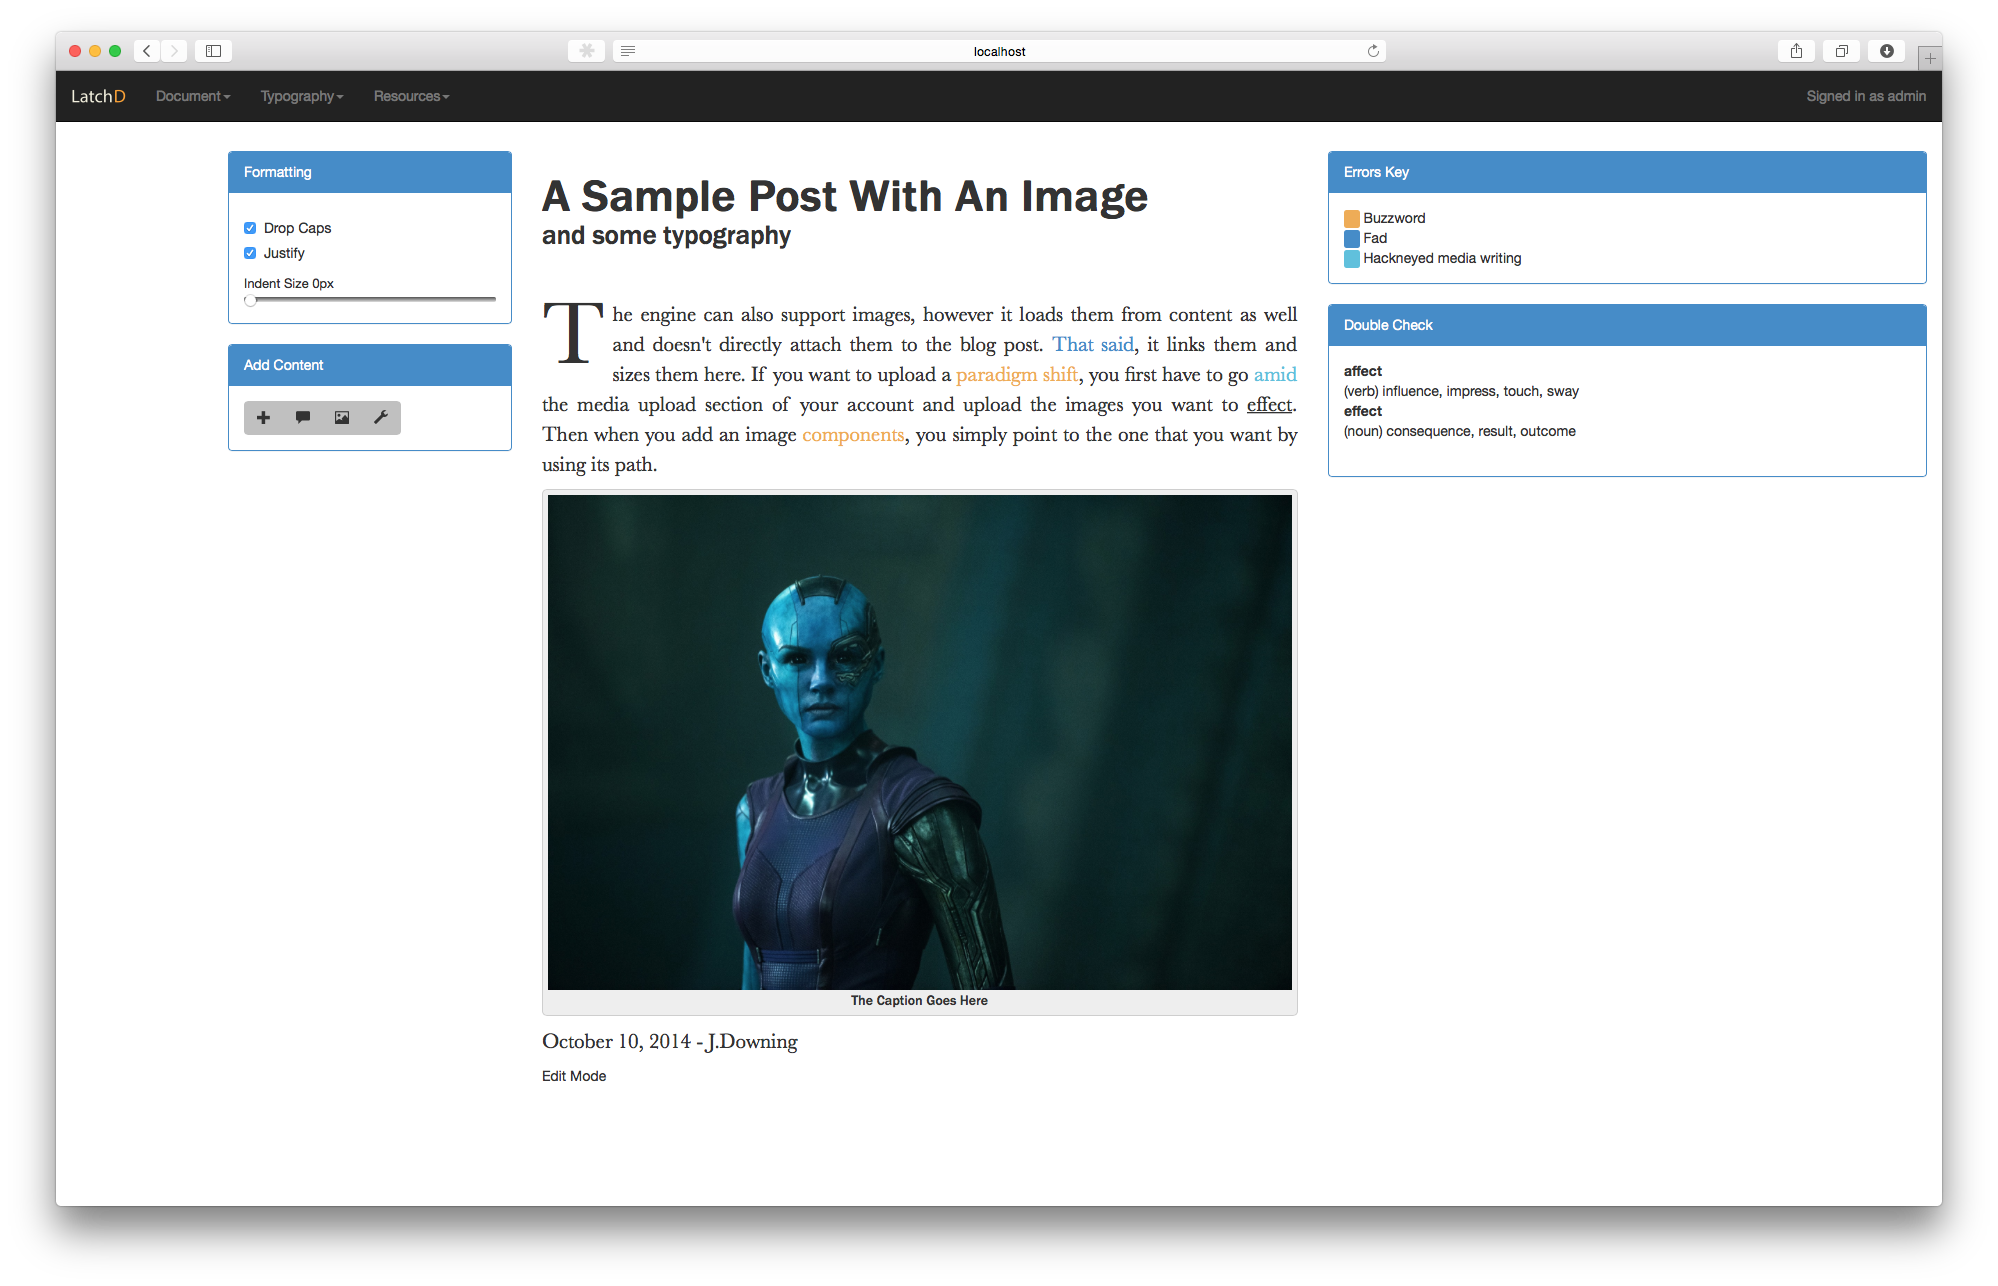 localhost
LatchD
Document
Typography
Resources
Signed in as admin
Formatting
Drop Caps
Justify
Indent Size 0px
Add Content
A Sample Post With An Image
and some typography
The engine can also support images, however it loads them from content as well
and doesn't directly attach them to the blog post. That said, it links them and
sizes them here. If you want to upload a paradigm shift, you first have to go amid
the media upload section of your account and upload the images you want to effect.
Then when you add an image components, you simply point to the one that you want by
using its path.
The Caption Goes Here
October 10, 2014 - J.Downing
Edit Mode
Errors Key
Buzzword
Fad
Hackneyed media writing
Double Check
affect
(verb) influence, impress, touch, sway
effect
(noun) consequence, result, outcome